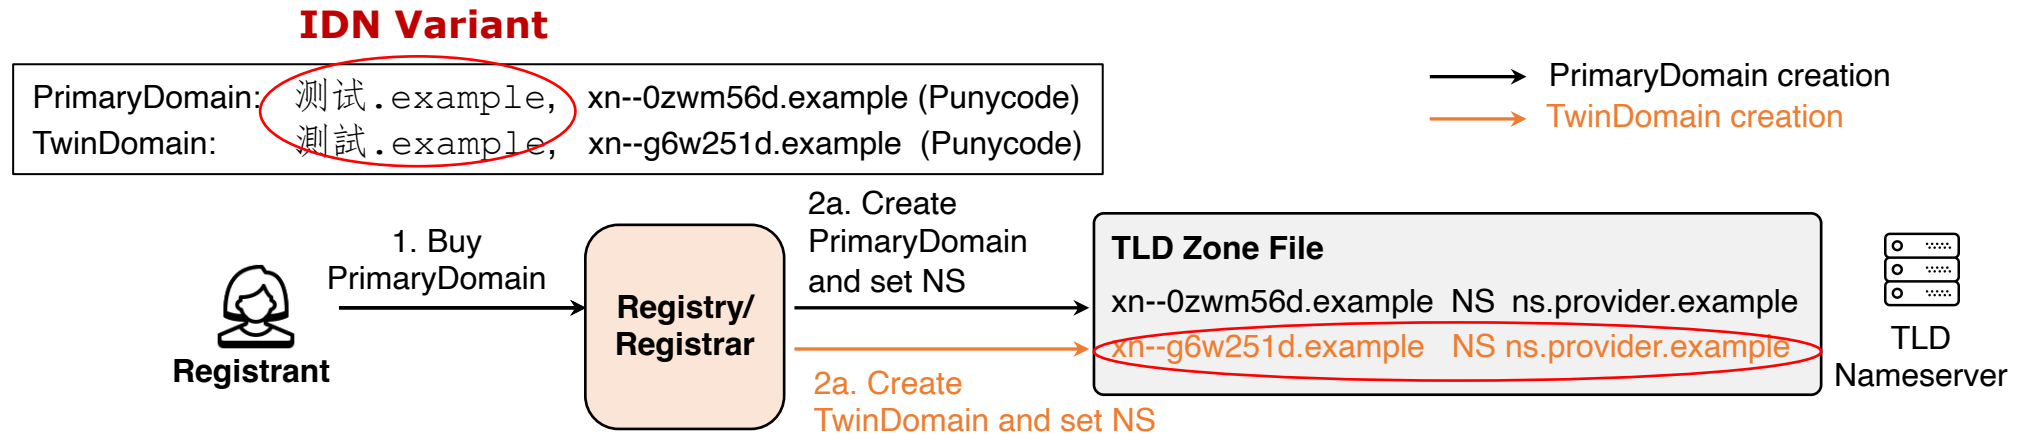 IDN Variant
PrimaryDomain: 测试.example, xn--0zwm56d.example (Punycode)
TwinDomain: 測試.example, xn--g6w251d.example (Punycode)
PrimaryDomain creation
TwinDomain creation
1. Buy
PrimaryDomain
Registrant
Registry/
Registrar
2a. Create
PrimaryDomain
and set NS
2a. Create
TwinDomain and set NS
TLD Zone File
xn--0zwm56d.example NS ns.provider.example
xn--g6w251d.example NS ns.provider.example
TLD
Nameserver